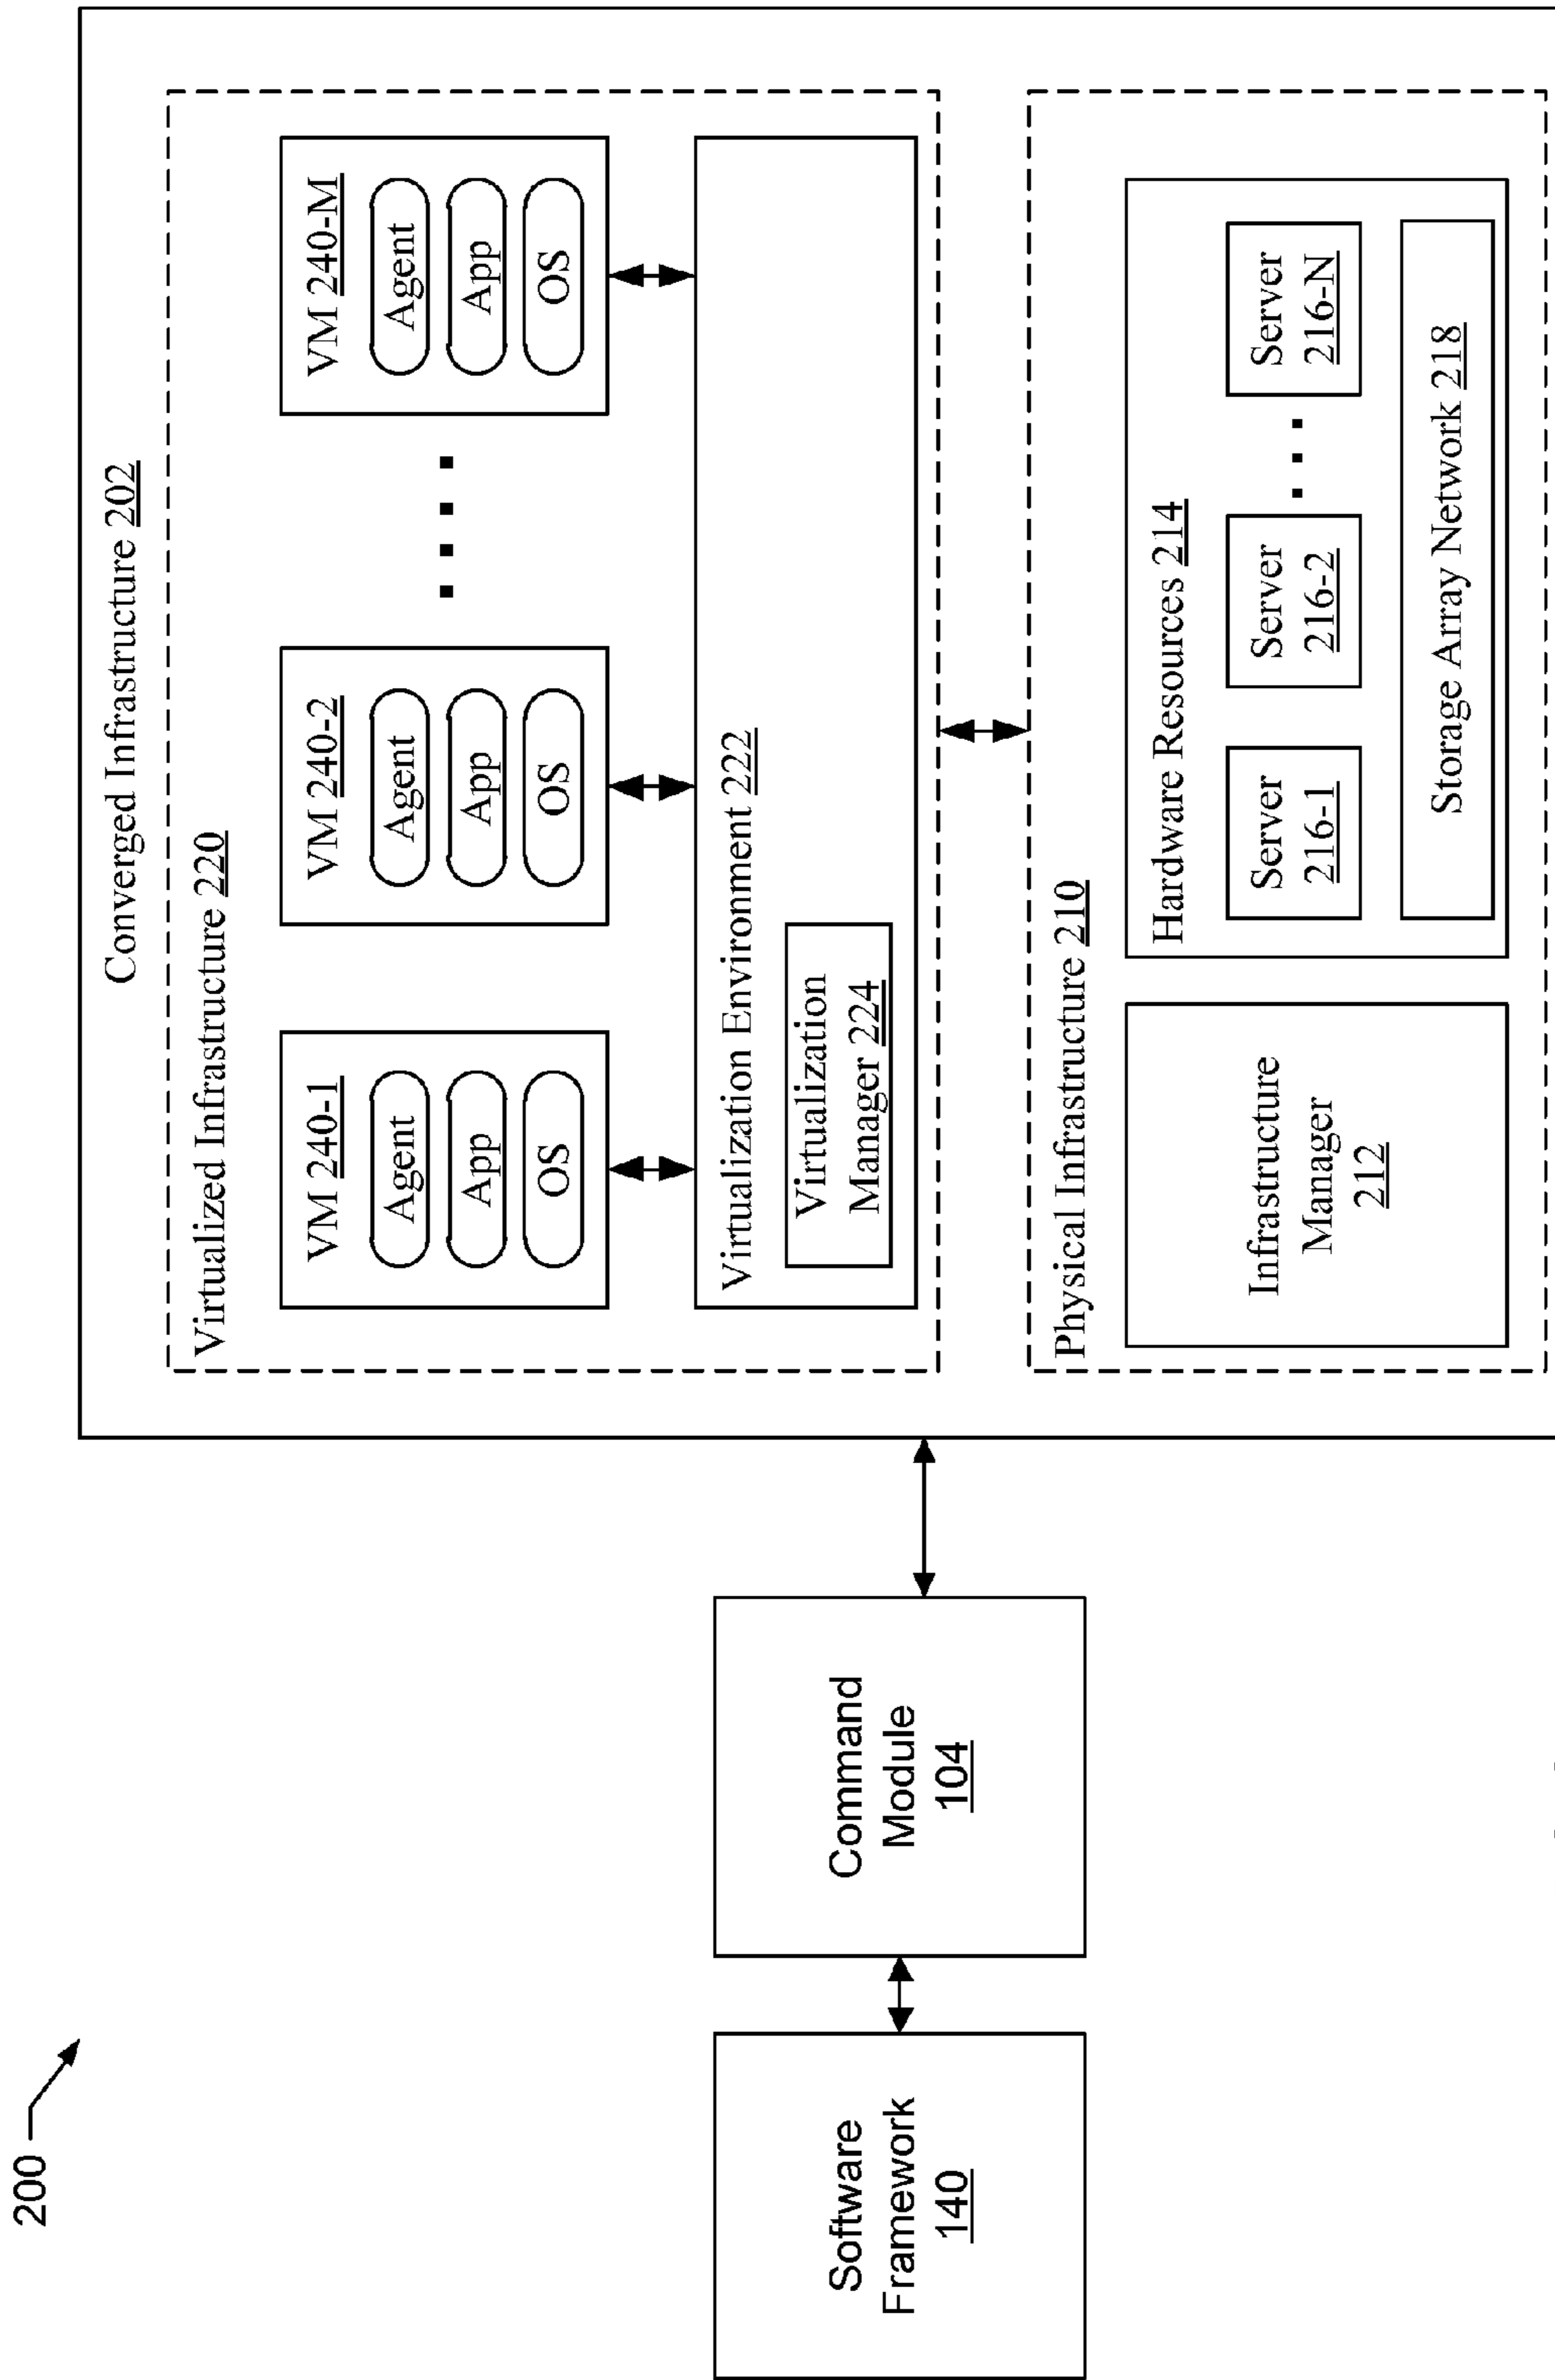 200
Converged Infrastructure 202
Virtualized Infrastructure 220
VM 240-1
Agent
App
OS
VM 240-2
Agent
App
OS
. . . .
VM 240-M
Agent
App
OS
Virtualization Environment 222
Virtualization
Manager 224
Physical Infrastructure 210
Infrastructure
Manager
212
Hardware Resources 214
Server
216-1
Server
216-2
. . .
Server
216-N
Storage Array Network 218
Command
Module
104
Software
Framework
140